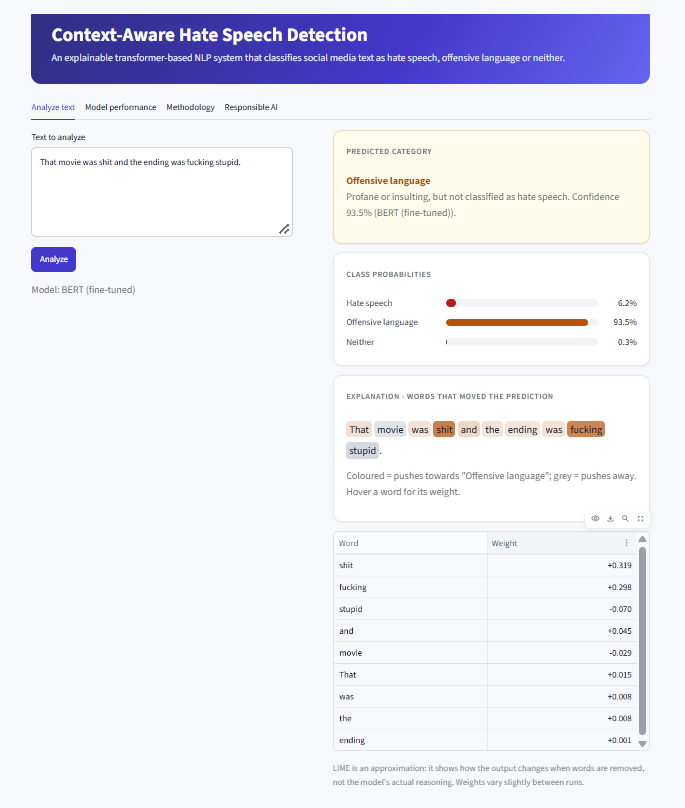 Context-Aware Hate Speech Detection
An explainable transformer-based NLP system that classifies social media text as hate speech, offensive language or neither.
Analyze text Model performance Methodology Responsible AI
Text to analyze
That movie was shit and the ending was fucking stupid.
Analyze
Model: BERT (fine-tuned)
PREDICTED CATEGORY
Offensive language
Profane or insulting, but not classified as hate speech. Confidence
93.5% (BERT (fine-tuned)).
CLASS PROBABILITIES
Hate speech 6.2%
Offensive language 93.5%
Neither 0.3%
EXPLANATION - WORDS THAT MOVED THE PREDICTION
That movie was shit and the ending was fucking
stupid.
Coloured = pushes towards "Offensive language"; grey = pushes away.
Hover a word for its weight.
Word Weight
shit +0.319
fucking +0.298
stupid -0.070
and +0.045
movie -0.029
That +0.015
was +0.008
the +0.008
ending +0.001
LIME is an approximation: it shows how the output changes when words are removed,
not the model's actual reasoning. Weights vary slightly between runs.